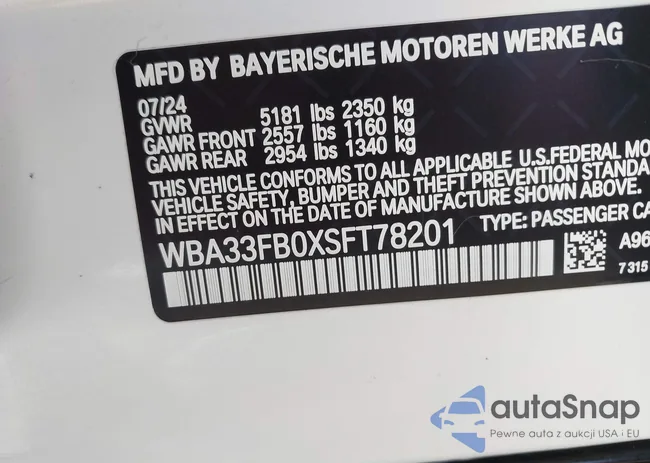 MFD BY BAYERISCHE MOTOREN WERKE AG
07/24
GVWR 5181 lbs 2350 kg
GAWR FRONT 2557 lbs 1160 kg
GAWR REAR 2954 lbs 1340 kg
THIS VEHICLE CONFORMS TO ALL APPLICABLE U.S.FEDERAL MO
VEHICLE SAFETY, BUMPER AND THEFT PREVENTION STANDA
IN EFFECT ON THE DATE OF MANUFACTURE SHOWN ABOVE.
WBA33FB0XSFT78201 TYPE: PASSENGER CA
A96
7 315
autaSnap
Pewne auta z aukcji USA i EU